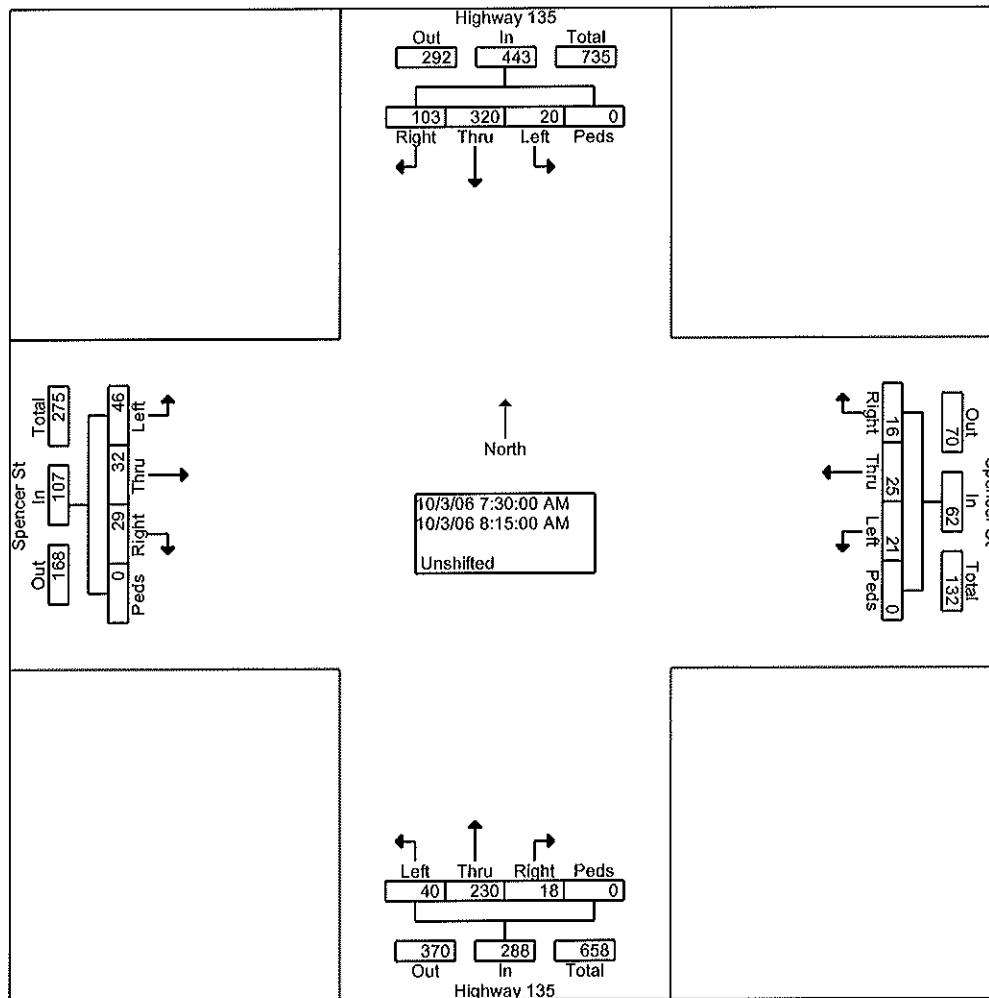 Highway 135
Out In Total
292 443 735
103 320 20 0
Right Thru Left Peds
Total In Out
275 107 168
Spencer St
46 32 29 0
Left Thru Right Peds
North
10/3/06 7:30:00 AM
10/3/06 8:15:00 AM
Unshifted
Right Thru Left Peds
16 25 21 0
Out In Total
70 62 132
Left Thru Right Peds
40 230 18 0
370 288 658
Out In Total
Highway 135